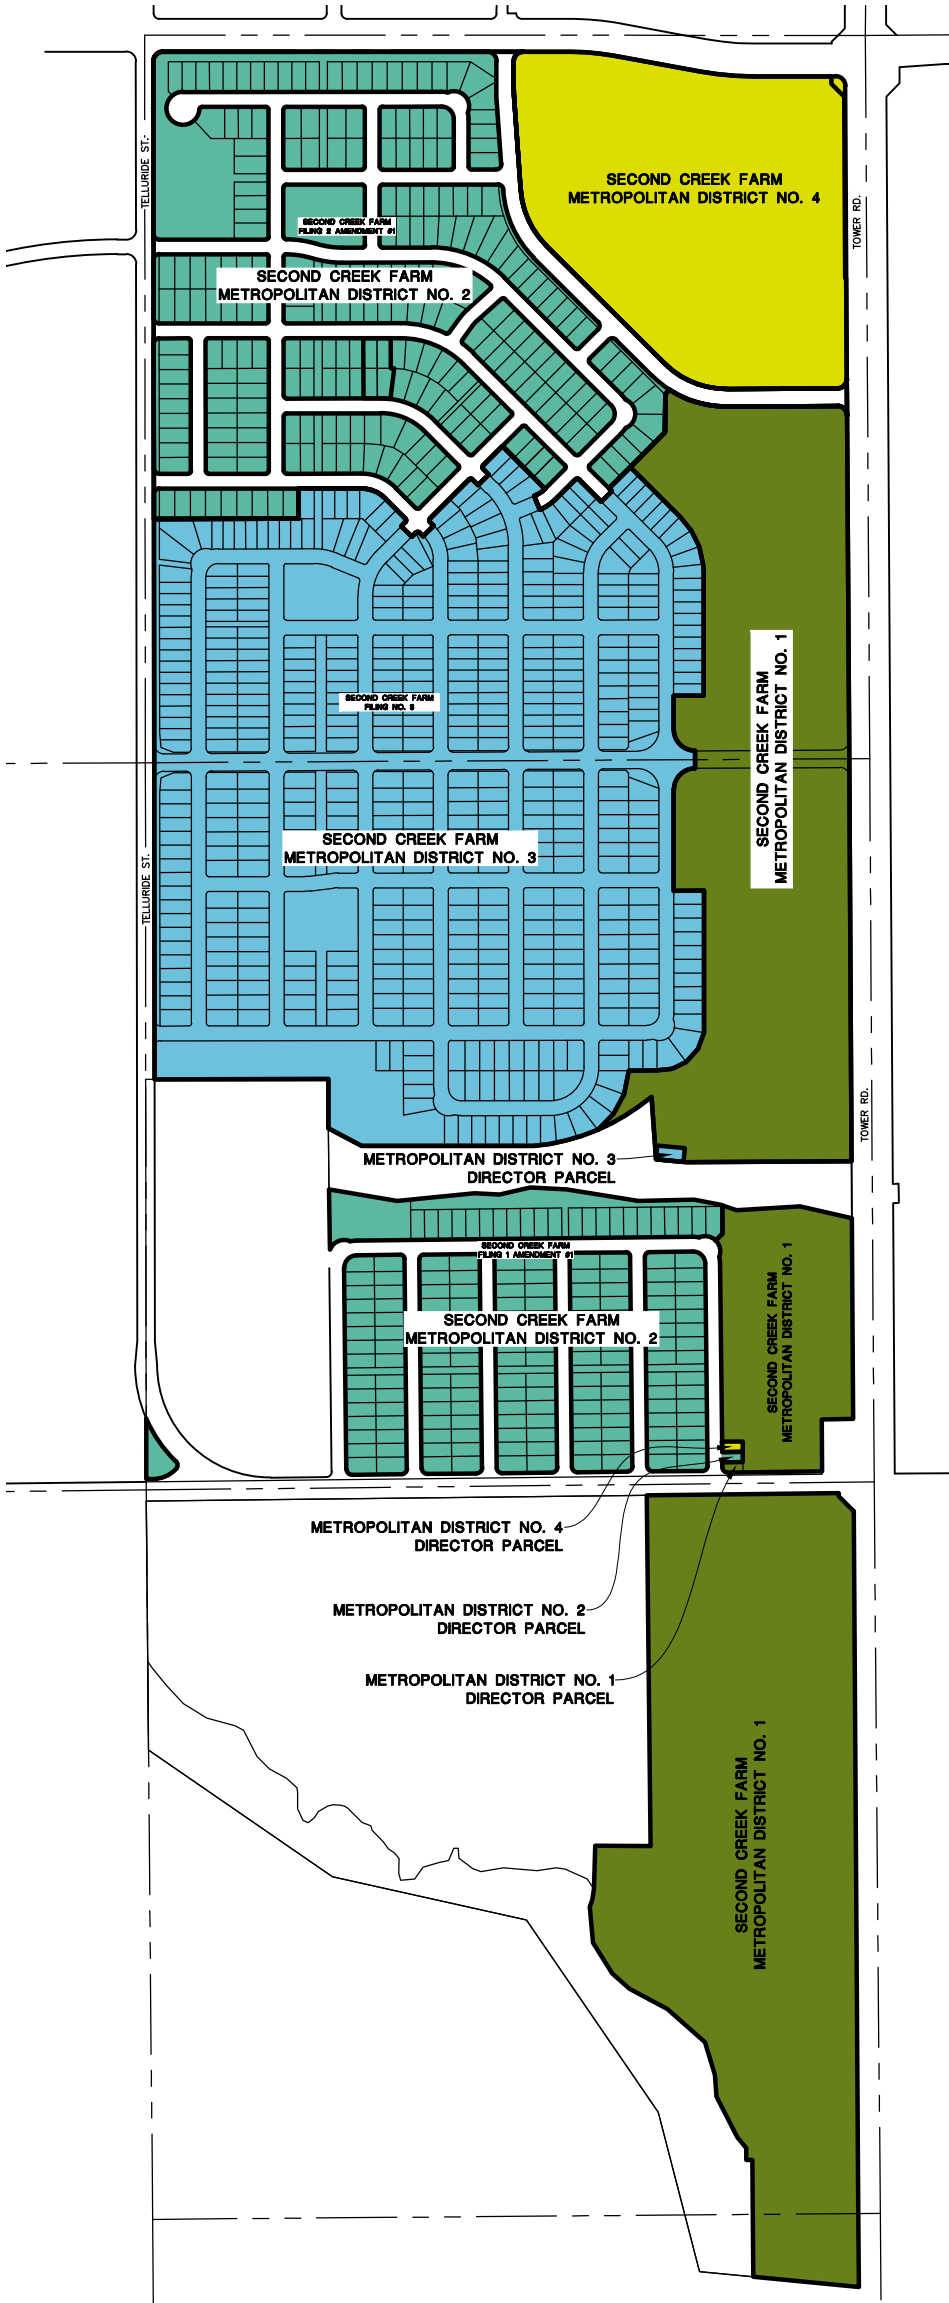 TELLURIDE ST.
SECOND CREEK FARM
METROPOLITAN DISTRICT NO. 4
TOWER RD.
SECOND CREEK FARM
FILING 2 AMENDMENT #1
SECOND CREEK FARM
METROPOLITAN DISTRICT NO. 2
SECOND CREEK FARM
METROPOLITAN DISTRICT NO. 1
SECOND CREEK FARM
FILING NO. 3
SECOND CREEK FARM
METROPOLITAN DISTRICT NO. 3
TELLURIDE ST.
TOWER RD.
METROPOLITAN DISTRICT NO. 3
DIRECTOR PARCEL
SECOND CREEK FARM
FILING 1 AMENDMENT #1
SECOND CREEK FARM
METROPOLITAN DISTRICT NO. 2
SECOND CREEK FARM
METROPOLITAN DISTRICT NO. 1
METROPOLITAN DISTRICT NO. 4
DIRECTOR PARCEL
METROPOLITAN DISTRICT NO. 2
DIRECTOR PARCEL
METROPOLITAN DISTRICT NO. 1
DIRECTOR PARCEL
SECOND CREEK FARM
METROPOLITAN DISTRICT NO. 1